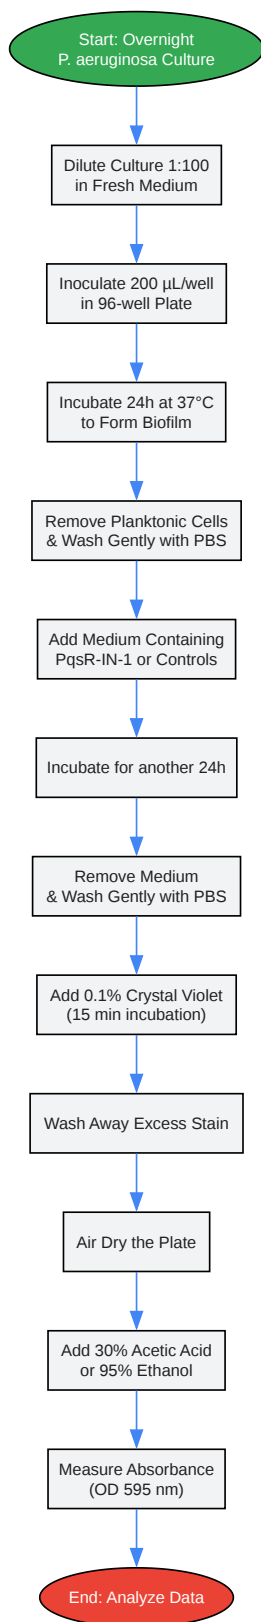 Start: Overnight
P. aeruginosa Culture
Dilute Culture 1:100
in Fresh Medium
Inoculate 200 µL/well
in 96-well Plate
Incubate 24h at 37°C
to Form Biofilm
Remove Planktonic Cells
& Wash Gently with PBS
Add Medium Containing
PqsR-IN-1 or Controls
Incubate for another 24h
Remove Medium
& Wash Gently with PBS
Add 0.1% Crystal Violet
(15 min incubation)
Wash Away Excess Stain
Air Dry the Plate
Add 30% Acetic Acid
or 95% Ethanol
Measure Absorbance
(OD 595 nm)
End: Analyze Data